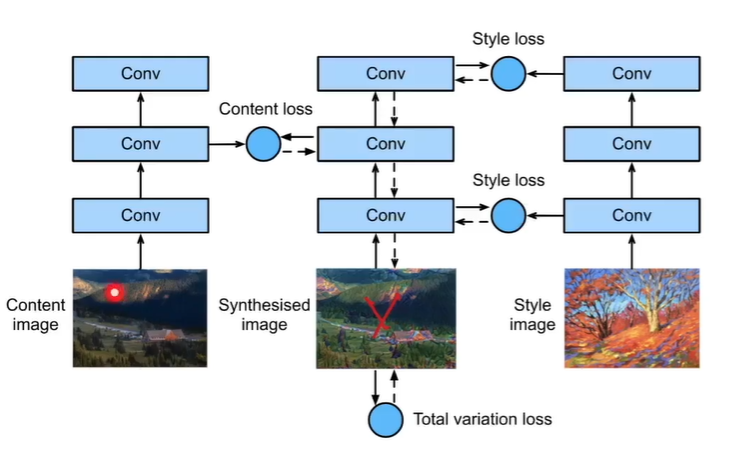 Style loss
Conv
Conv
Conv
Content loss
Conv
Conv
Conv
Style loss
Conv
Conv
Conv
Content
image
Synthesised
image
X
Style
image
Total variation loss